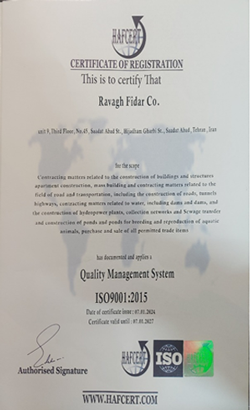 HAFCERT
CERTIFICATE OF REGISTRATION
This is to certify That
Ravagh Fidar Co.
unit 9, Third Floor, No.45, Saadat Abad St., Bijadban Gharbi St., Saadat Abad, Tehran, Iran
for the scope
Contracting matters related to the construction of buildings and structures
apartment construction, mass building and contracting matters related to the
field of road and transportation, including the construction of roads, tunnels
highways, contracting matters related to water, including dams and dams, and
the construction of hydropower plants, collection networks and Sewage transfer
and construction of ponds and ponds for breeding and reproduction of aquatic
animals, purchase and sale of all permitted trade items
has documented and applies a
Quality Management System
ISO9001:2015
Date of certificate issue : 07.01.2024
Certificate valid until : 07.01.2027
Authorised Signature
HAFCERT
ISO
WWW.HAFCERT.COM